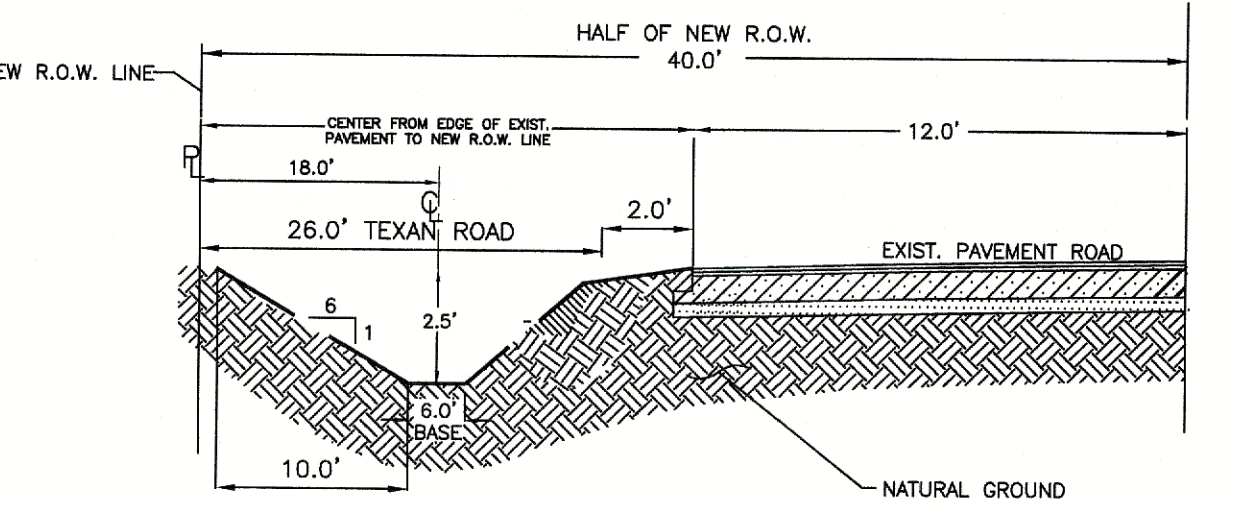 HALF OF NEW R.O.W.
40.0'
EW R.O.W. LINE
CENTER FROM EDGE OF EXIST.
PAVEMENT TO NEW R.O.W. LINE
12.0'
PL
18.0'
CL
2.0'
26.0' TEXAN ROAD
EXIST. PAVEMENT ROAD
6
1
2.5'
6.0'
BASE
10.0'
NATURAL GROUND